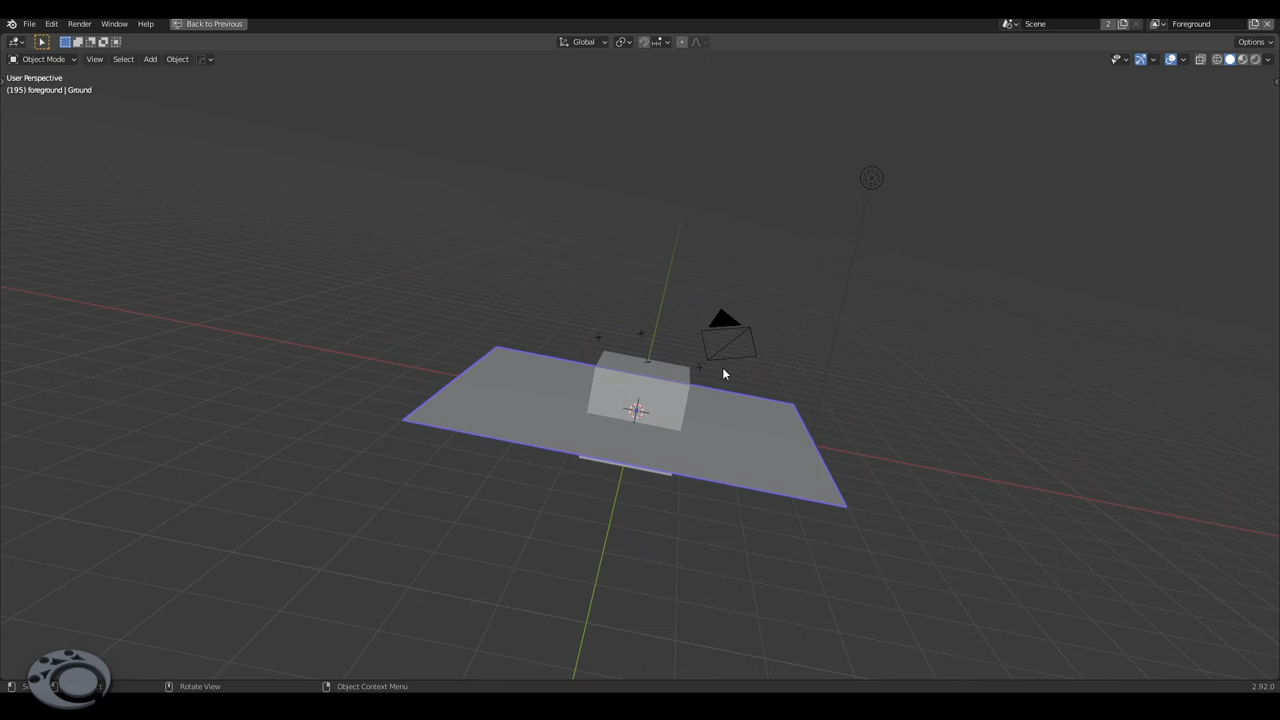 File Edit Render Window Help Back to Previous Scene 2 Foreground
Global Options
Object Mode View Select Add Object
User Perspective
(195) foreground | Ground
Rotate View Object Context Menu 2.92.0